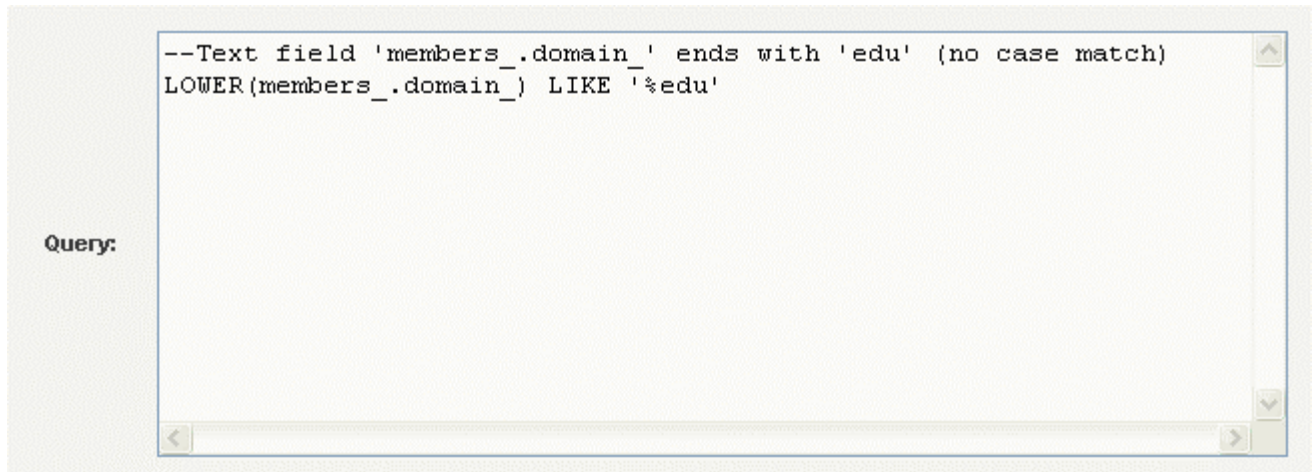 --Text field 'members_.domain_' ends with 'edu' (no case match)
LOWER(members_.domain_) LIKE '%edu'
Query: